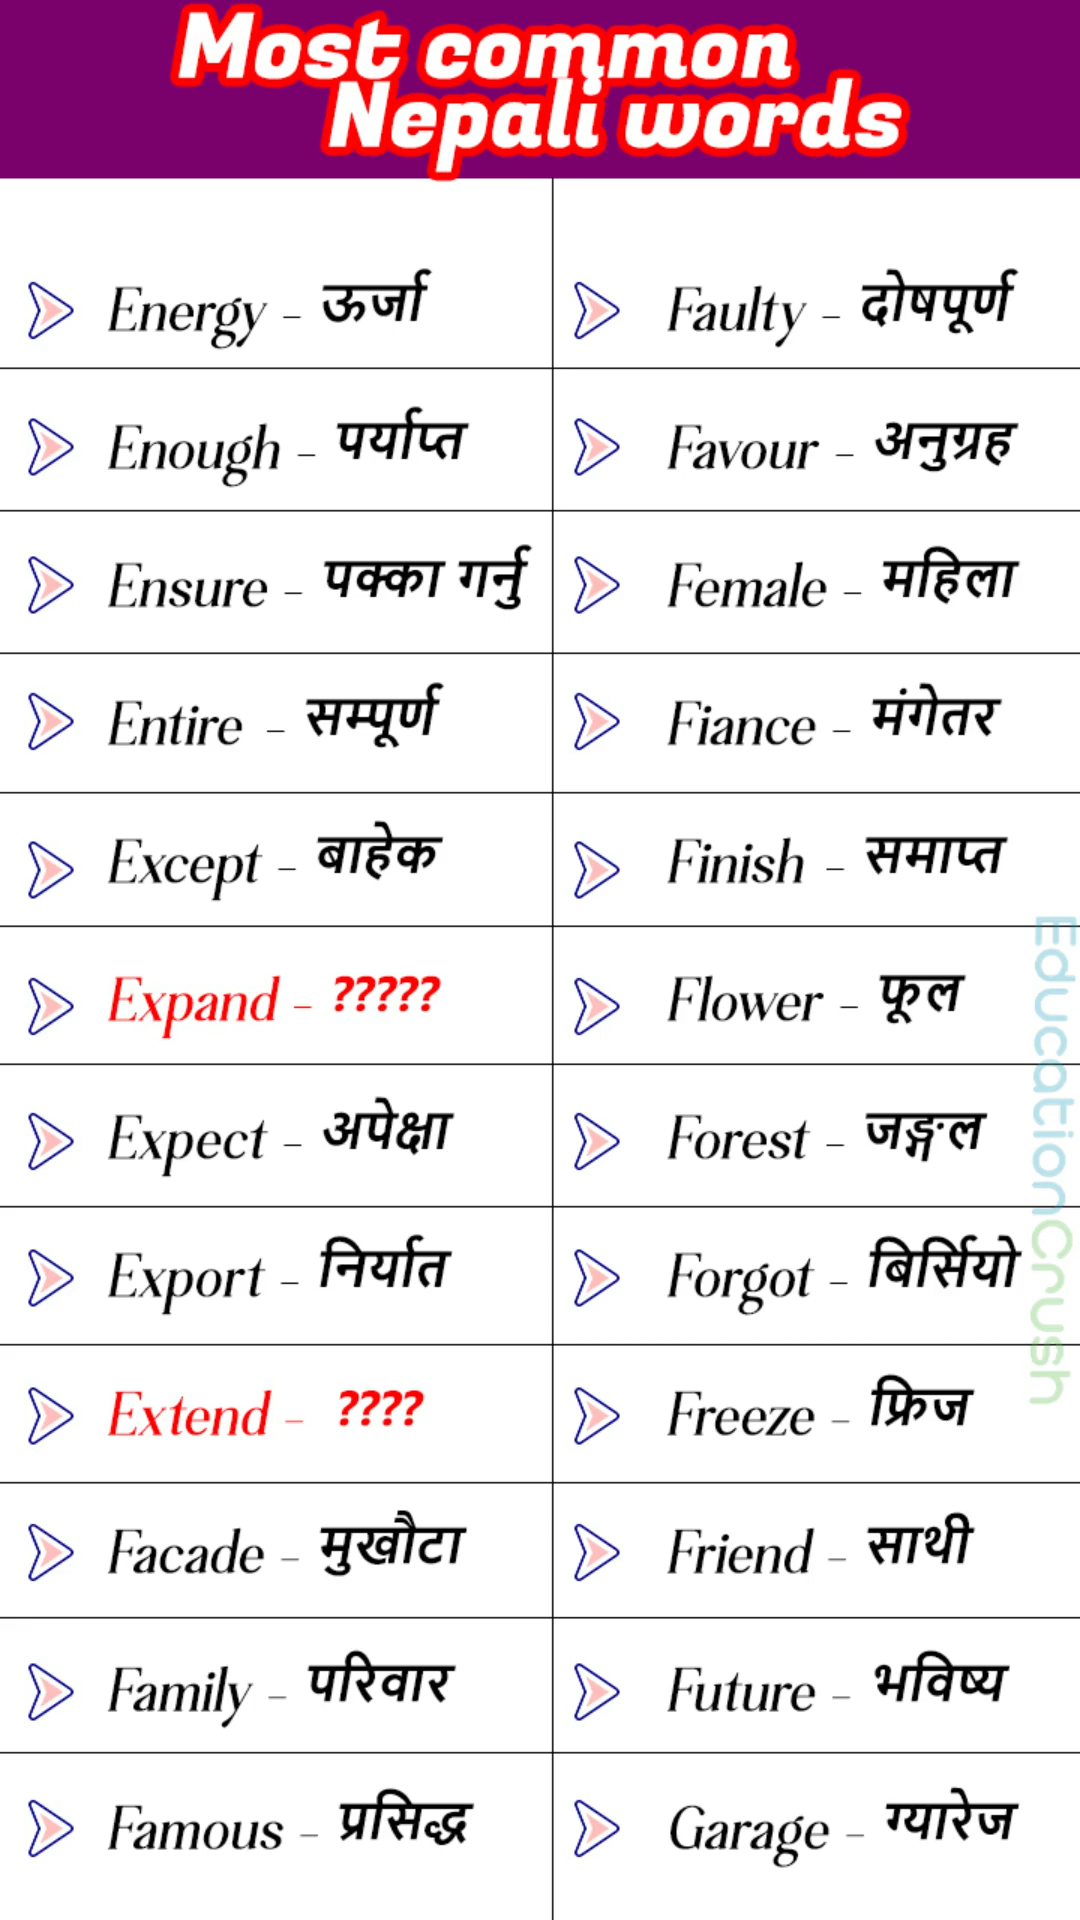 Most common
Nepali words
Energy – ऊर्जा
Faulty – दोषपूर्ण
Enough – पर्याप्त
Favour – अनुग्रह
Ensure – पक्का गर्नु
Female – महिला
Entire – सम्पूर्ण
Fiance – मंगेतर
Except – बाहेक
Finish – समाप्त
Expand – ?????
Flower – फूल
Expect – अपेक्षा
Forest – जङ्गल
Export – निर्यात
Forgot – बिर्सियो
Extend – ????
Freeze – फ्रिज
Facade – मुखौटा
Friend – साथी
Family – परिवार
Future – भविष्य
Famous – प्रसिद्ध
Garage – ग्यारेज
EducationCrush